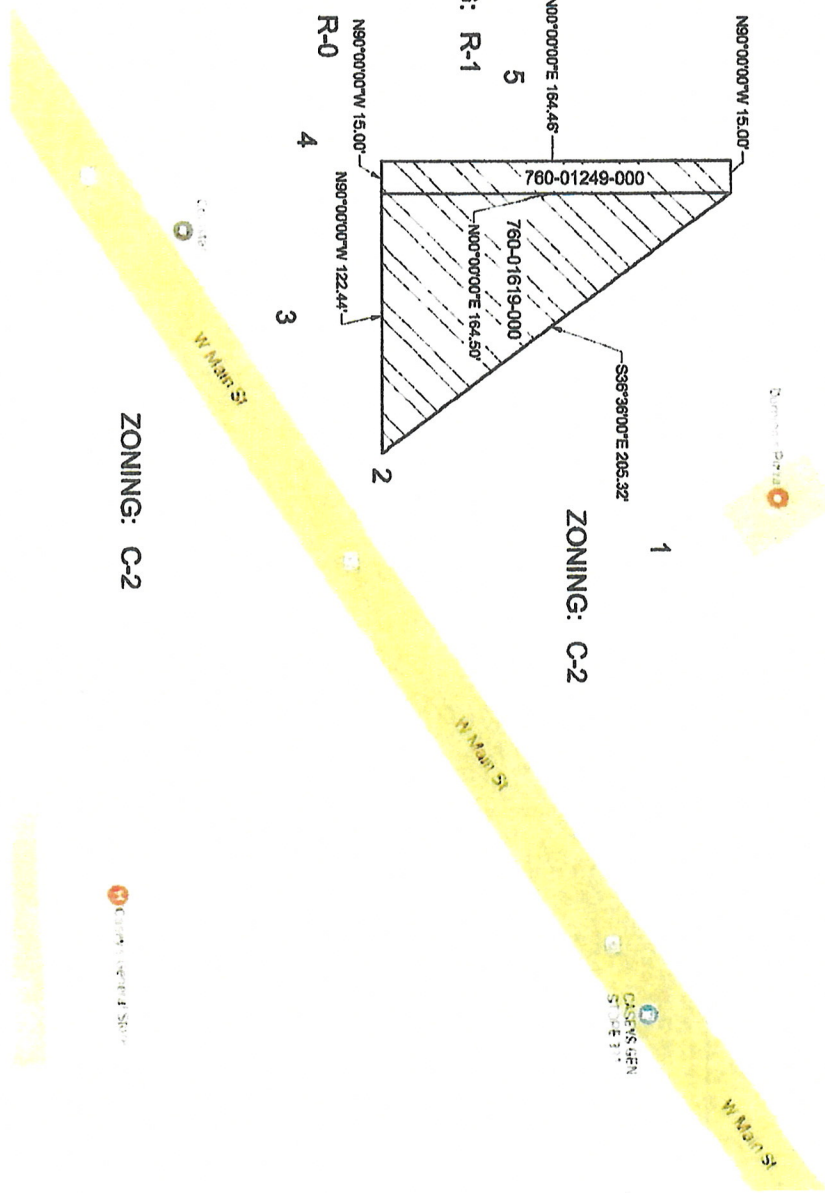 N90°00'00"W 15.00'
N00°00'00"E 164.46'
5
R-1
760-01249-000
760-01619-000
N00°00'00"E 164.50'
S36°36'00"E 205.32'
1
ZONING: C-2
N90°00'00"W 15.00'
R-0
4
N90°00'00"W 122.44'
2
3
W Main St
ZONING: C-2
W Main St
CASEYS GEN
W Main St